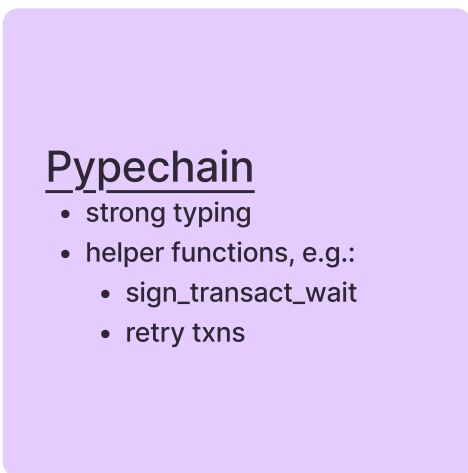 Pypechain
• strong typing
• helper functions, e.g.:
• sign_transact_wait
• retry txns